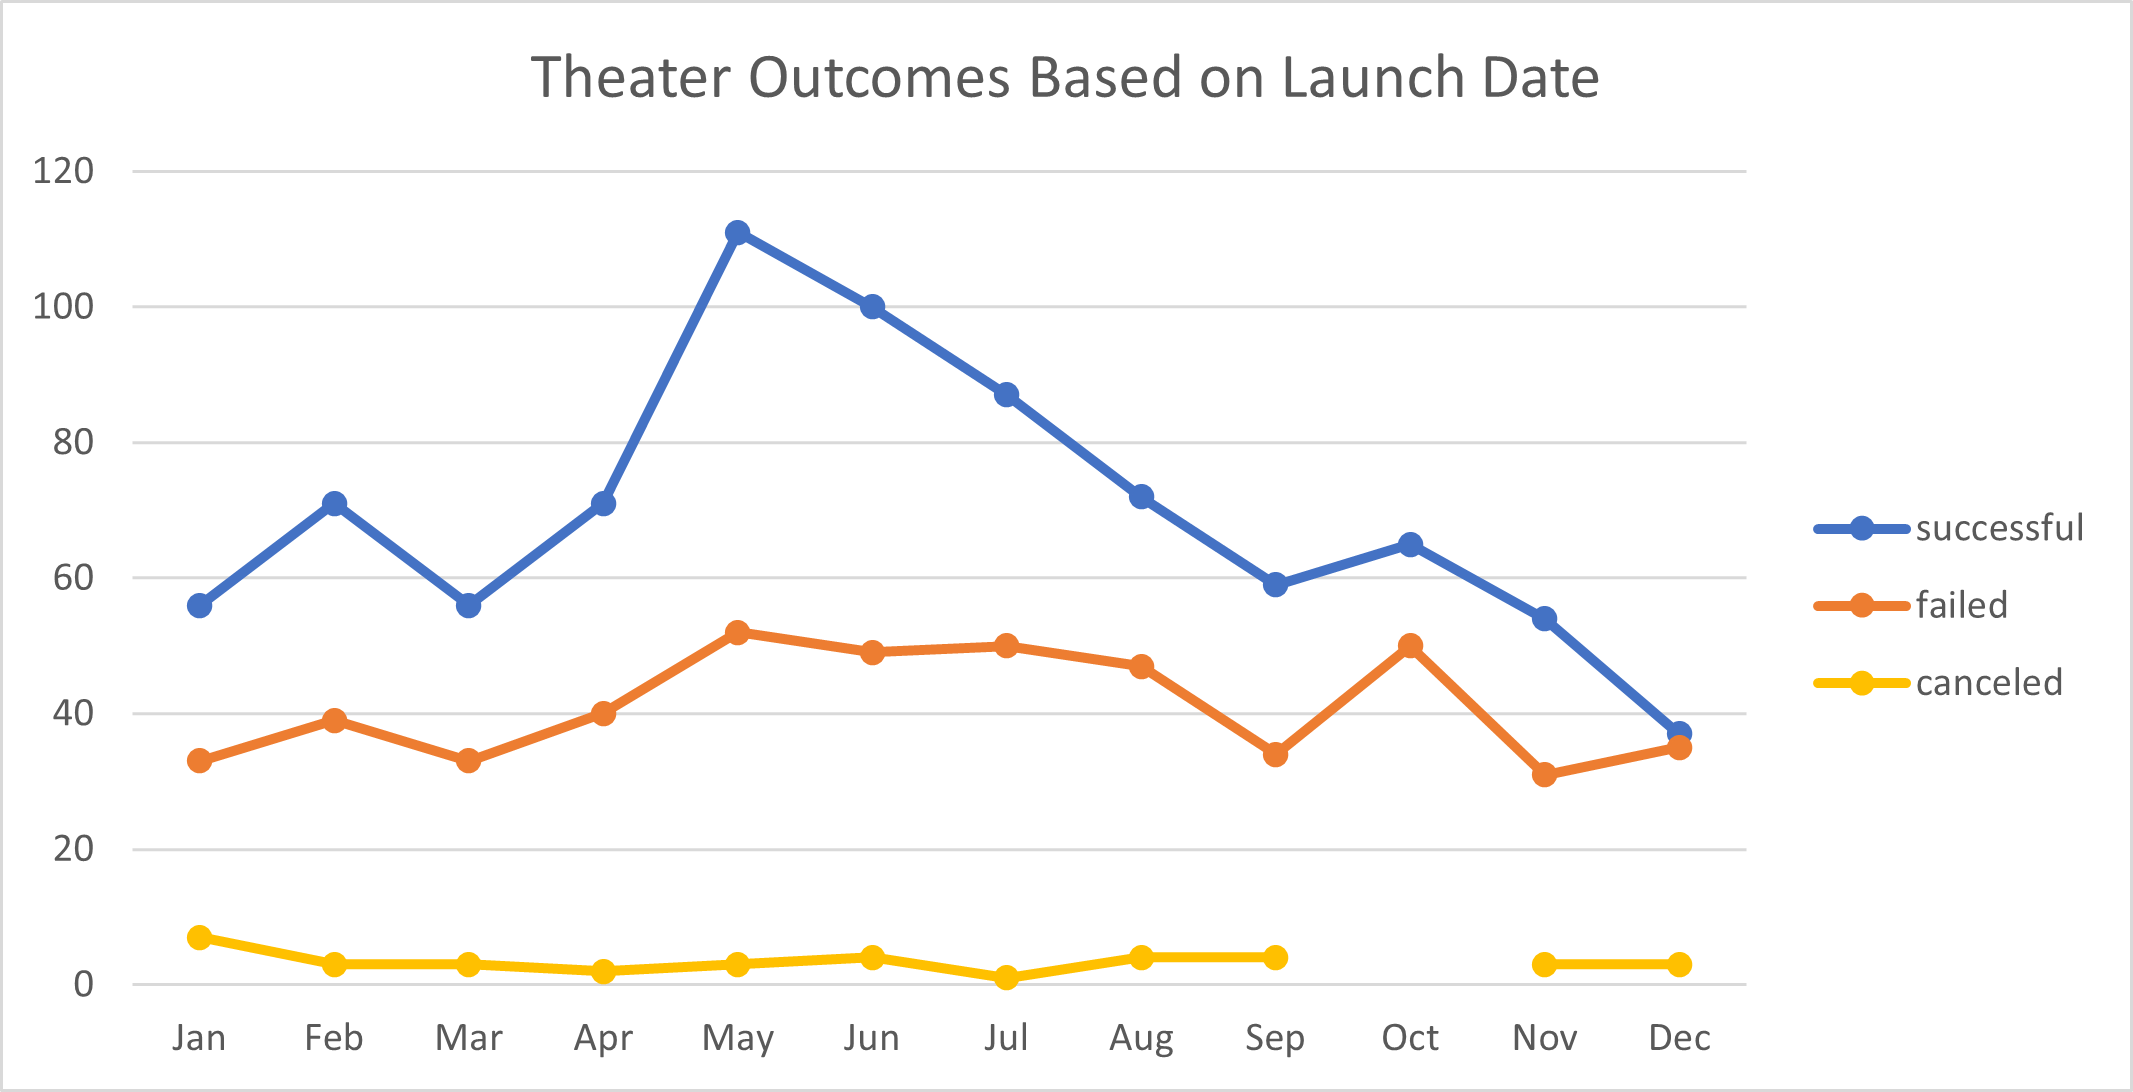 Theater Outcomes Based on Launch Date
120
100
80
60
40
20
0
Jan Feb Mar Apr May Jun Jul Aug Sep Oct Nov Dec
successful
failed
canceled